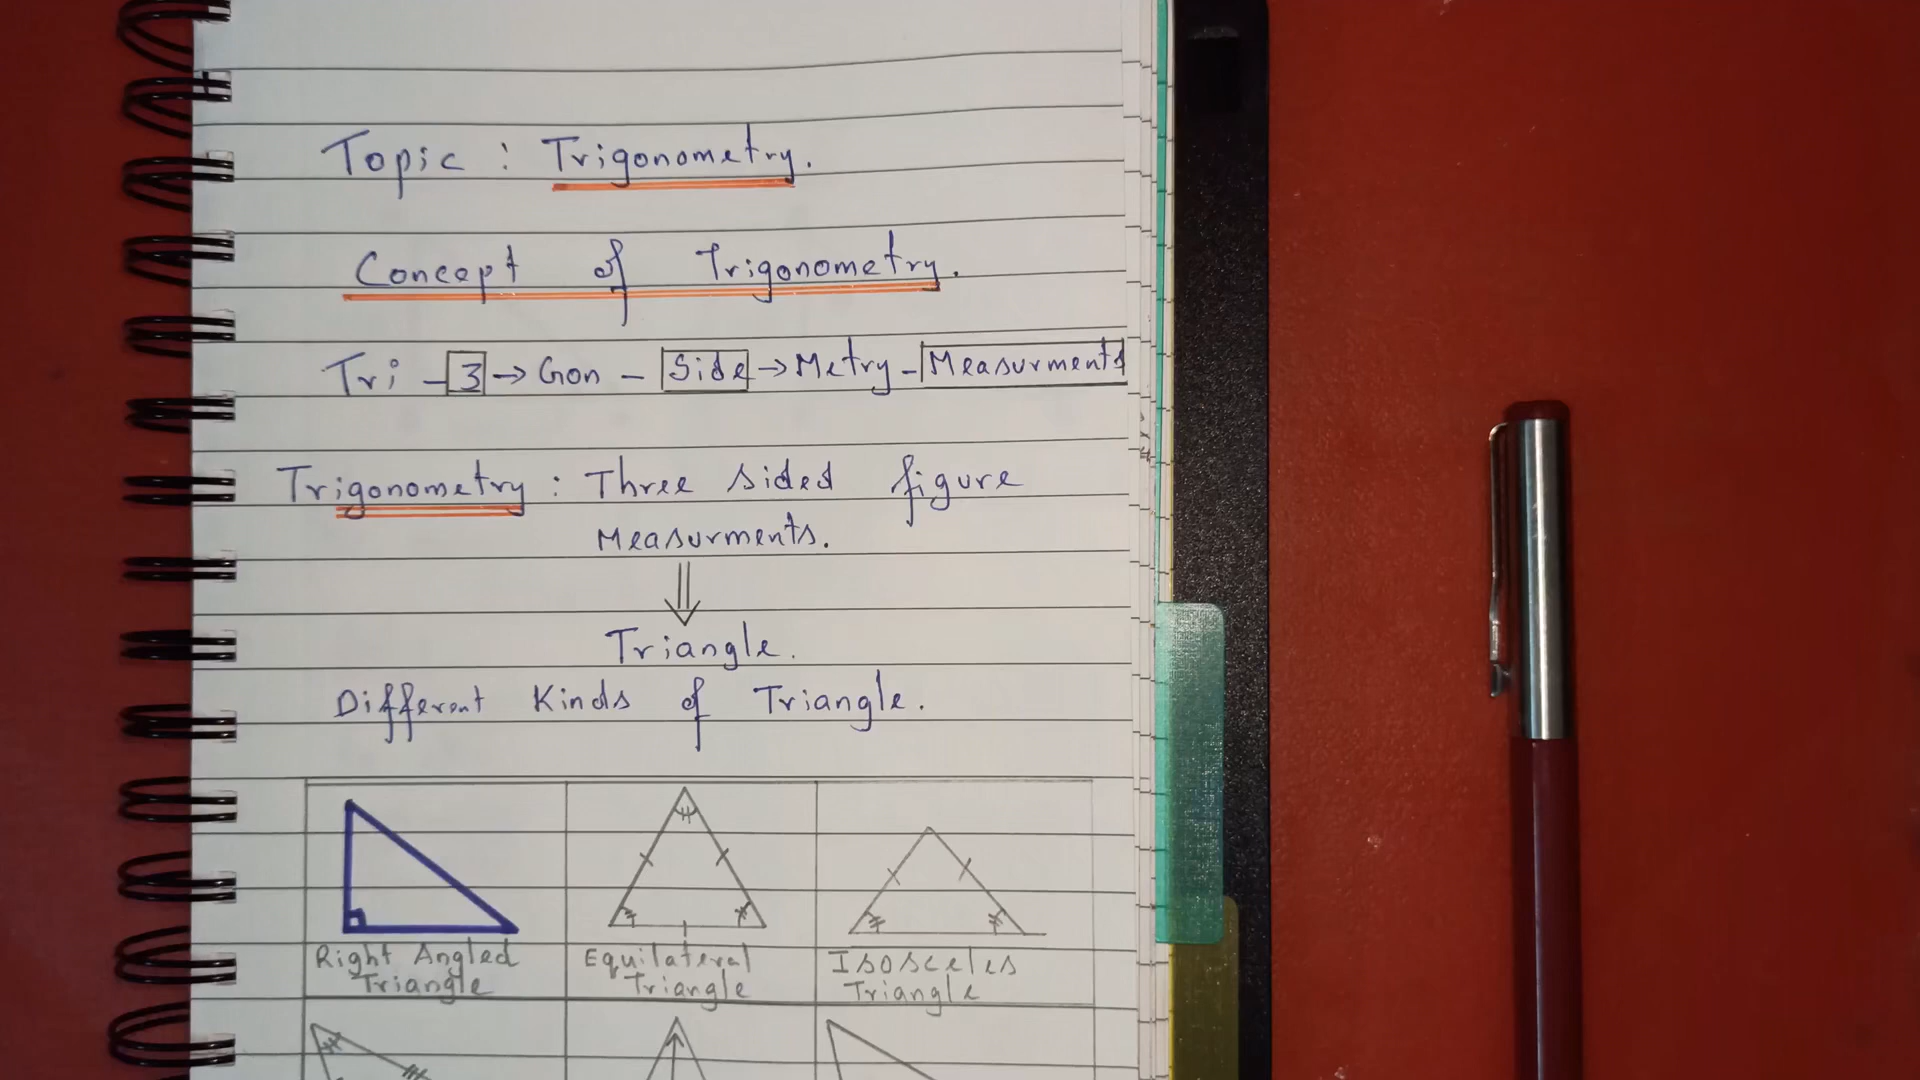 Topic : Trigonometry.
Concept of Trigonometry.
Tri - 3 → Gon - Side → Metry - Measurments
Trigonometry : Three sided figure
Measurments.
Triangle.
Different Kinds of Triangle.
Right Angled
Triangle
Equilateral
Triangle
Isosceles
Triangle